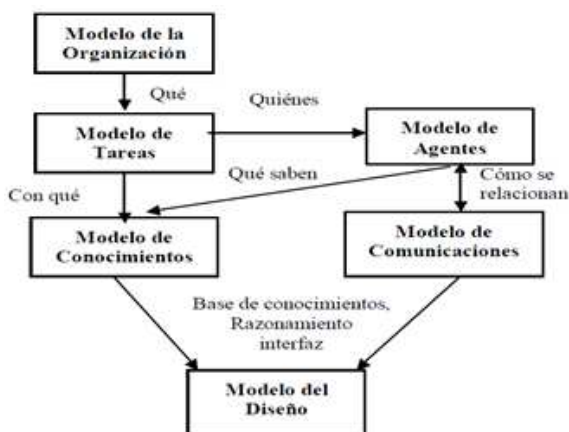 Modelo de la
Organización
Qué
Quiénes
Modelo de
Tareas
Modelo de
Agentes
Qué saben
Cómo se
relacionan
Con qué
Modelo de
Conocimientos
Modelo de
Comunicaciones
Base de conocimientos,
Razonamiento
interfaz
Modelo del
Diseño